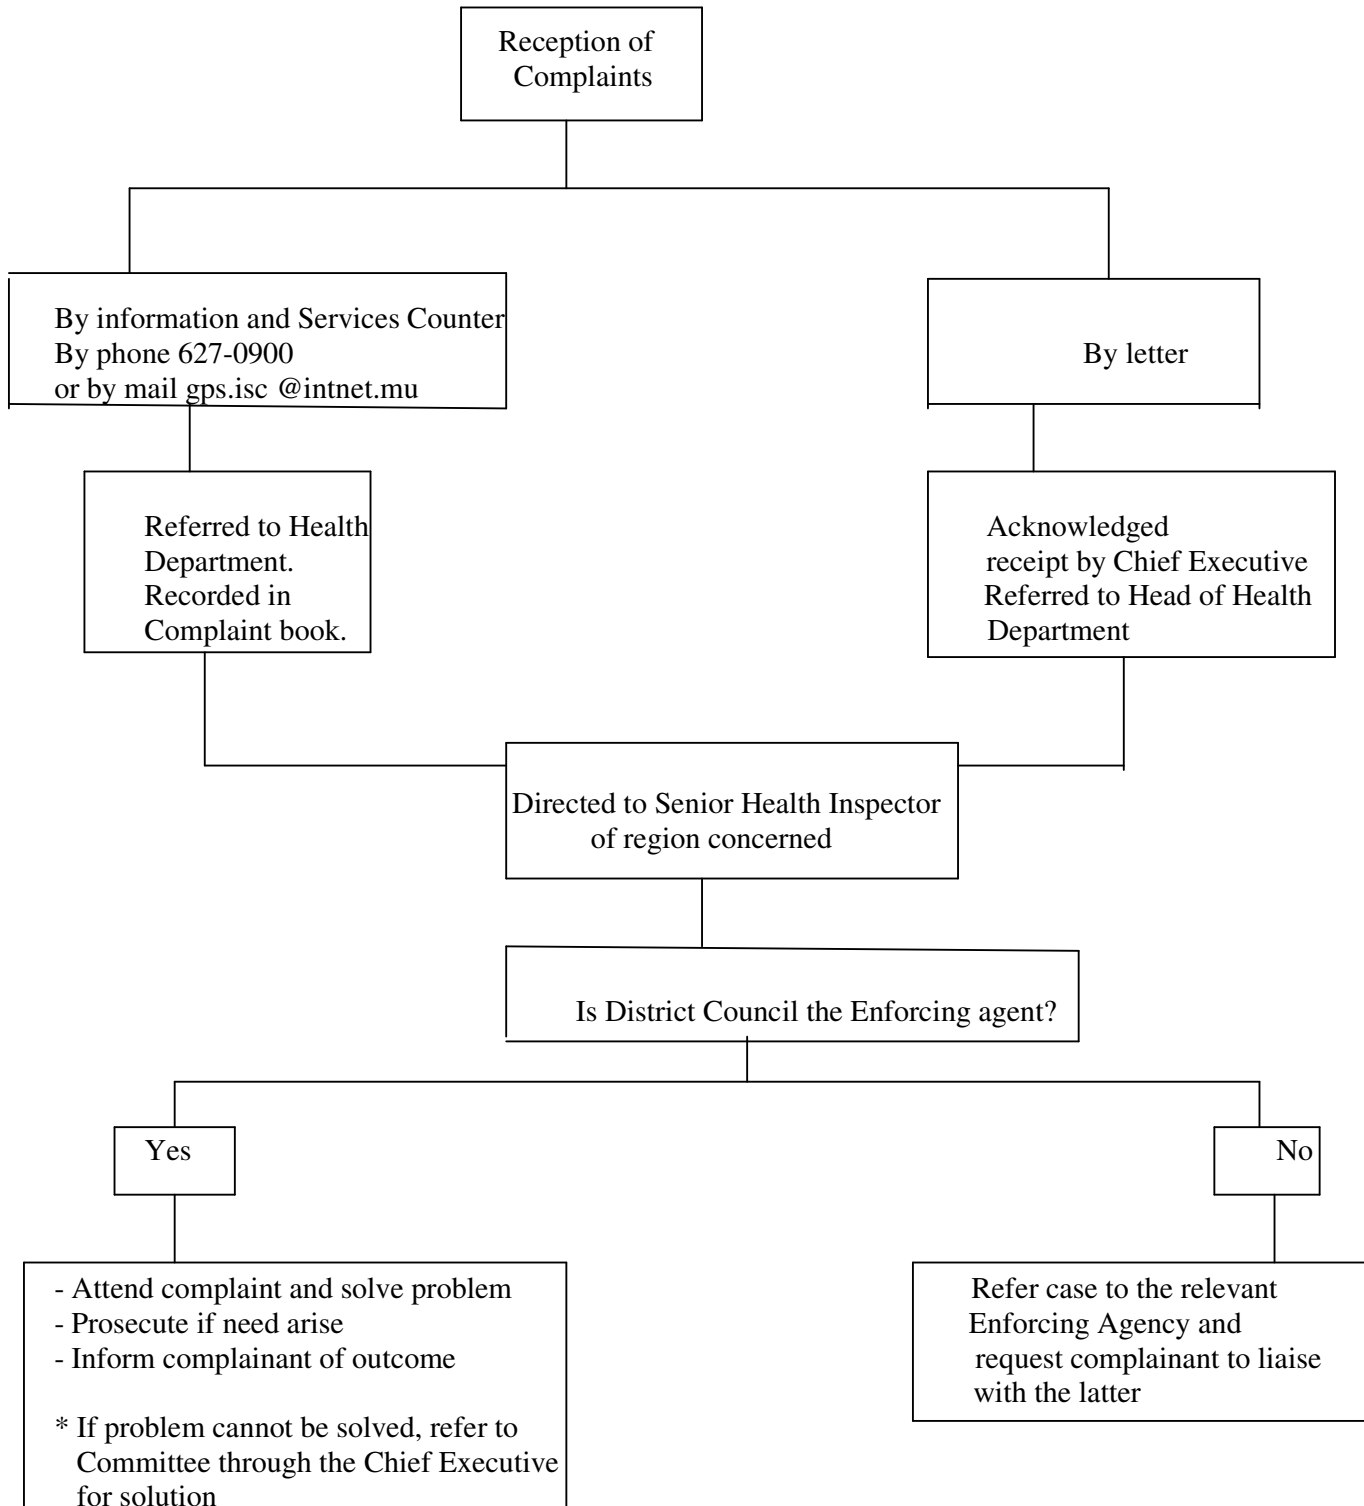 Reception of
Complaints
By information and Services Counter
By phone 627-0900
or by mail gps.isc @intnet.mu
By letter
Referred to Health
Department.
Recorded in
Complaint book.
Acknowledged
receipt by Chief Executive
Referred to Head of Health
Department
Directed to Senior Health Inspector
of region concerned
Is District Council the Enforcing agent?
Yes
No
- Attend complaint and solve problem
- Prosecute if need arise
- Inform complainant of outcome
* If problem cannot be solved, refer to
Committee through the Chief Executive
for solution
Refer case to the relevant
Enforcing Agency and
request complainant to liaise
with the latter